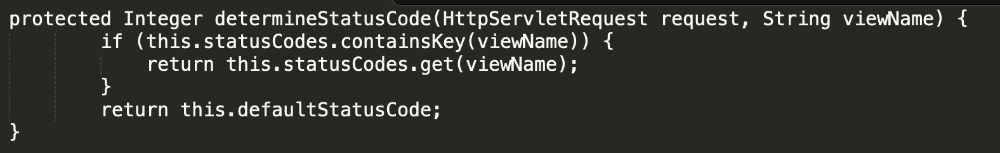 protected Integer determineStatusCode(HttpServletRequest request, String viewName) {
        if (this.statusCodes.containsKey(viewName)) {
            return this.statusCodes.get(viewName);
        }
        return this.defaultStatusCode;
}